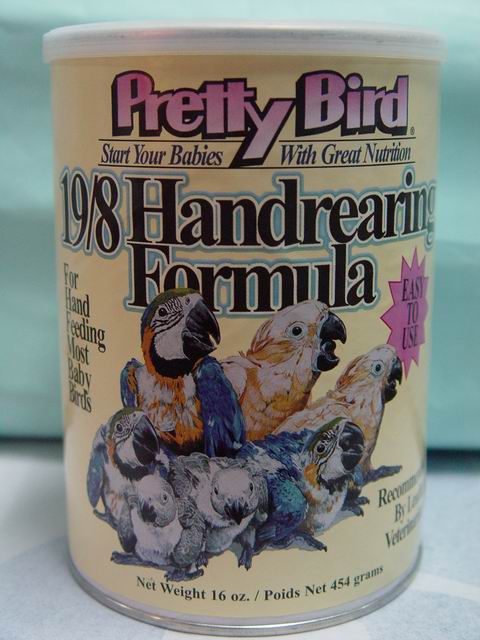 Pretty Bird
Start Your Babies With Great Nutrition
19/8 Handrearing
Formula
For
Hand
Feeding
Most
Baby
Birds
EASY
TO
USE
By
Net Weight 16 oz. / Poids Net 454 grams